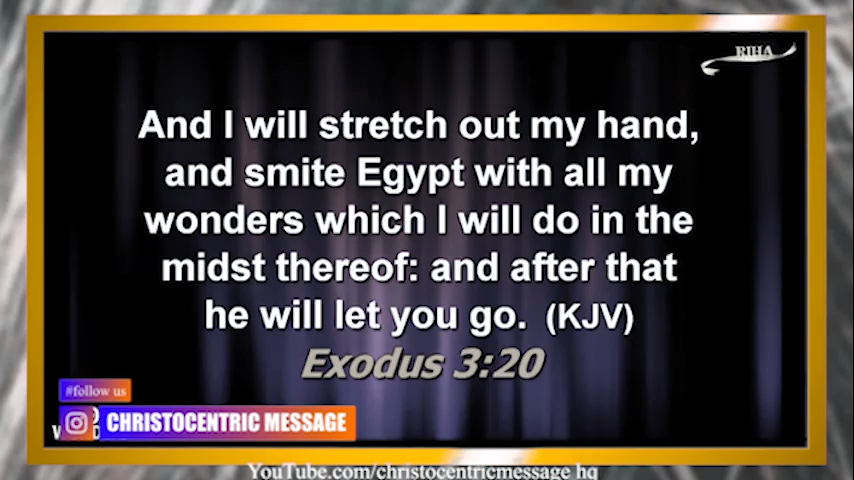 RIHA
And I will stretch out my hand,
and smite Egypt with all my
wonders which I will do in the
midst thereof: and after that
he will let you go. (KJV)
Exodus 3:20
#follow us
CHRISTOCENTRIC MESSAGE
YouTube.com/christocentricmessage hq